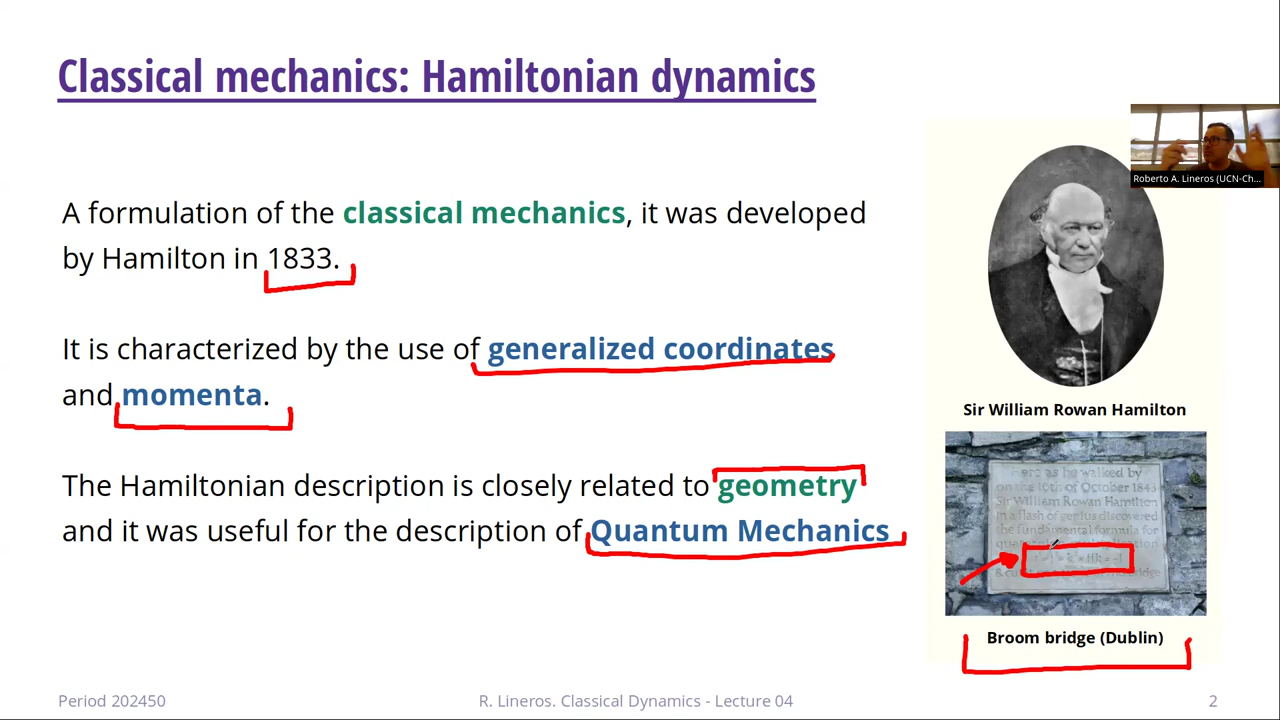 Classical mechanics: Hamiltonian dynamics
A formulation of the classical mechanics, it was developed
by Hamilton in 1833.
It is characterized by the use of generalized coordinates
and momenta.
The Hamiltonian description is closely related to geometry
and it was useful for the description of Quantum Mechanics
Roberto A. Lineros (UCN-Ch...
Sir William Rowan Hamilton
as he walked by
on the 16th of October 1843
Sir William Rowan Hamilton
in a flash of genius discovered
the fundamental formula for
Broom bridge (Dublin)
Period 202450
R. Lineros. Classical Dynamics - Lecture 04
2